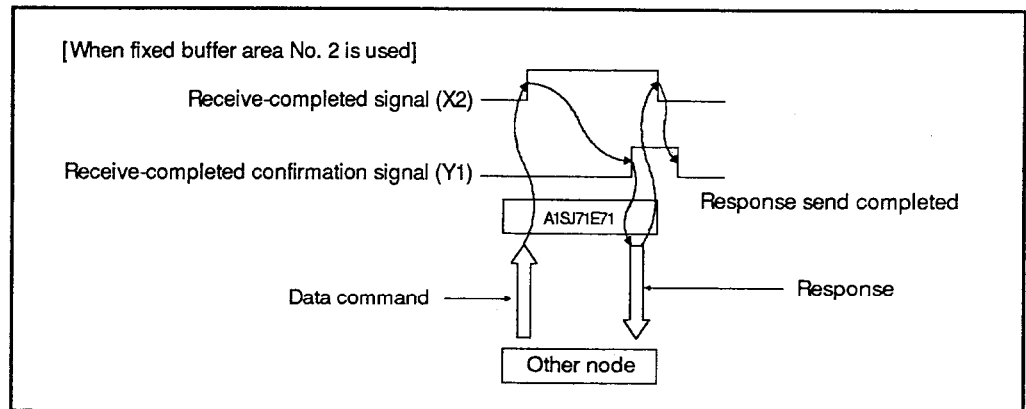 [When fixed buffer area No. 2 is used]
Receive-completed signal (X2)
Receive-completed confirmation signal (Y1)
Response send completed
A1SJ71E71
Data command
Response
Other node